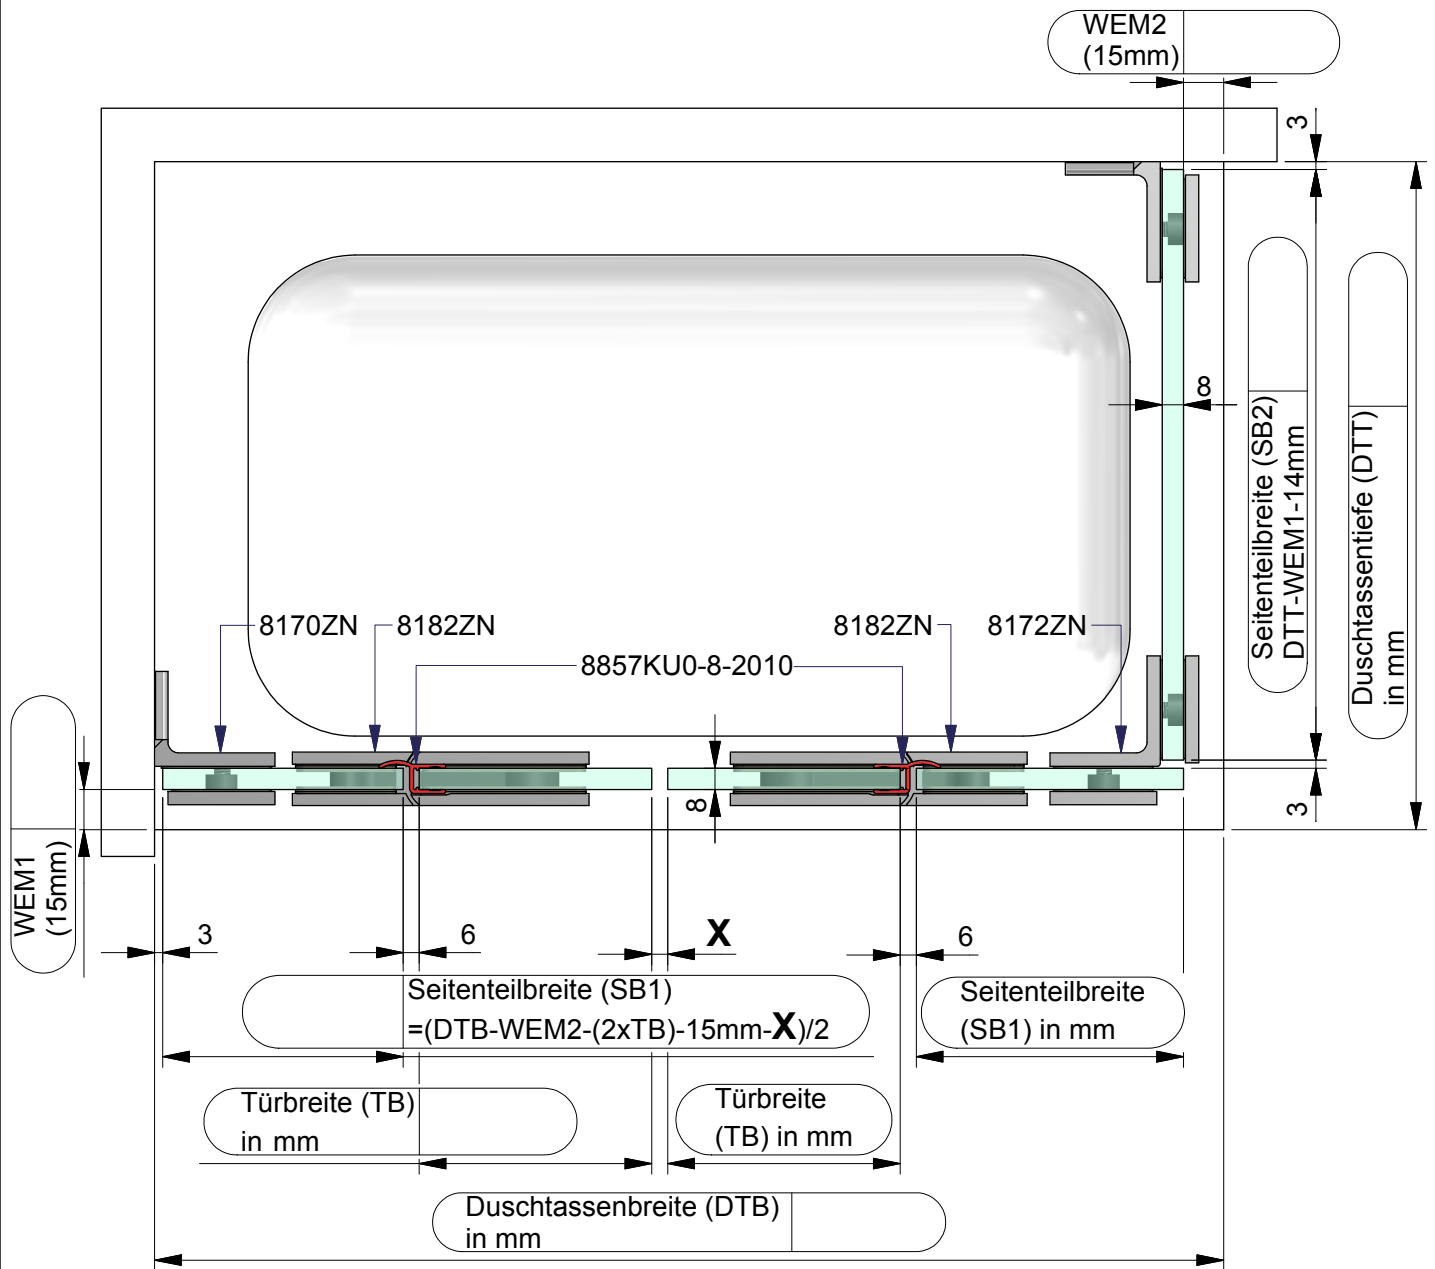 WEM2
(15mm)
3
8
Seitenteilbreite (SB2)
DTT-WEM1-14mm
Duschtassentiefe (DTT)
in mm
8170ZN
8182ZN
8182ZN
8172ZN
8857KU0-8-2010
WEM1
(15mm)
8
3
3
6
X
6
Seitenteilbreite (SB1)
=(DTB-WEM2-(2xTB)-15mm-X)/2
Seitenteilbreite
(SB1) in mm
Türbreite (TB)
in mm
Türbreite
(TB) in mm
Duschtassenbreite (DTB)
in mm